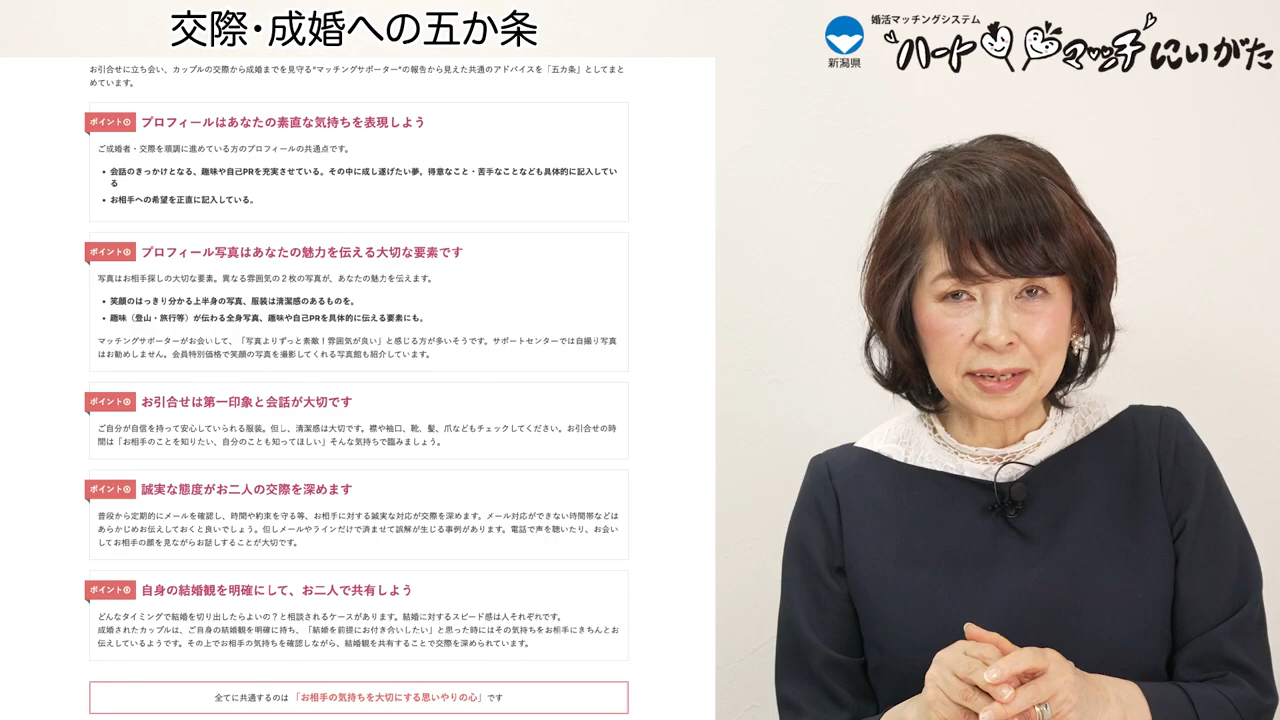 交際・成婚への五か条
婚活マッチングシステム
ハートマッチにいがた
新潟県
お引合せに立ち会い、カップルの交際から成婚までを見守る“マッチングサポーター”の報告から見えた共通のアドバイスを「五カ条」としてまと
めています。
ポイント① プロフィールはあなたの素直な気持ちを表現しよう
ご成婚者・交際を順調に進めている方のプロフィールの共通点です。
• 会話のきっかけとなる、趣味や自己PRを充実させている。その中に成し遂げたい夢。得意なこと・苦手なことなども具体的に記入してい
る
• お相手への希望を正直に記入している。
ポイント② プロフィール写真はあなたの魅力を伝える大切な要素です
写真はお相手探しの大切な要素。異なる雰囲気の２枚の写真が、あなたの魅力を伝えます。
• 笑顔のはっきり分かる上半身の写真、服装は清潔感のあるものを。
• 趣味（登山・旅行等）が伝わる全身写真、趣味や自己PRを具体的に伝える要素にも。
マッチングサポーターがお会いして、「写真よりずっと素敵！雰囲気が良い」と感じる方が多いそうです。サポートセンターでは自撮り写真
はお勧めしません。会員特別価格で笑顔の写真を撮影してくれる写真館も紹介しています。
ポイント③ お引合せは第一印象と会話が大切です
ご自分が自信を持って安心していられる服装。但し、清潔感は大切です。襟や袖口、靴、髪、爪などもチェックしてください。お引合せの時
間は「お相手のことを知りたい、自分のことも知ってほしい」そんな気持ちで臨みましょう。
ポイント④ 誠実な態度がお二人の交際を深めます
普段から定期的にメールを確認し、時間や約束を守る等、お相手に対する誠実な対応が交際を深めます。メール対応ができない時間帯などは
あらかじめお伝えしておくと良いでしょう。但しメールやラインだけで済ませて誤解が生じる事例があります。電話で声を聴いたり、お会い
してお相手の顔を見ながらお話しすることが大切です。
ポイント⑤ 自身の結婚観を明確にして、お二人で共有しよう
どんなタイミングで結婚を切り出したらよいの？と相談されるケースがあります。結婚に対するスピード感は人それぞれです。
成婚されたカップルは、ご自身の結婚観を明確に持ち、「結婚を前提にお付き合いしたい」と思った時にはその気持ちをお相手にきちんとお
伝えしているようです。その上でお相手の気持ちを確認しながら、結婚観を共有することで交際を深められています。
全てに共通するのは「お相手の気持ちを大切にする思いやりの心」です